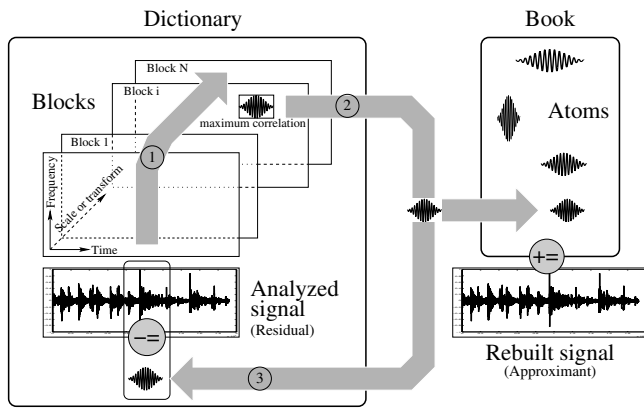 Dictionary
Book
Block N
Block i
Blocks
Block 1
maximum correlation
1
2
Atoms
Frequency
Scale or transform
Time
+=
Analyzed
signal
(Residual)
−=
Rebuilt signal
(Approximant)
3